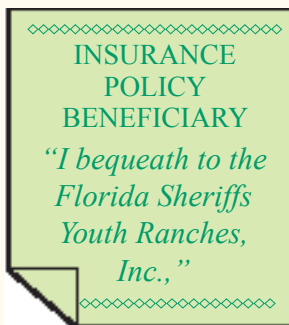 INSURANCE
POLICY
BENEFICIARY
“I bequeath to the
Florida Sheriffs
Youth Ranches,
Inc.,”